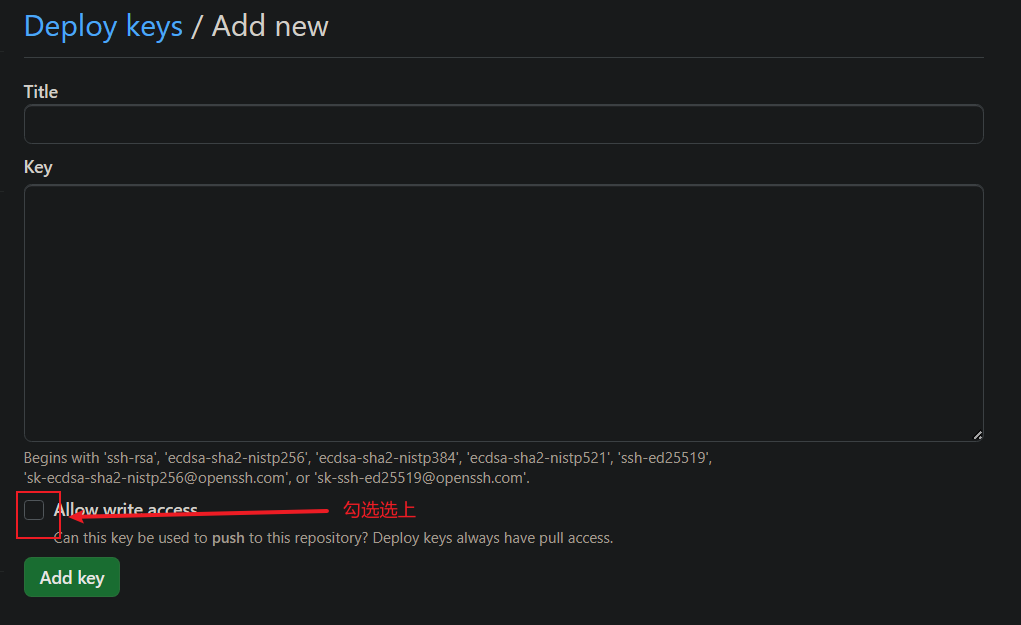 Deploy keys / Add new
Title
Key
Begins with 'ssh-rsa', 'ecdsa-sha2-nistp256', 'ecdsa-sha2-nistp384', 'ecdsa-sha2-nistp521', 'ssh-ed25519',
'sk-ecdsa-sha2-nistp256@openssh.com', or 'sk-ssh-ed25519@openssh.com'.
Allow write access
勾选选上
Can this key be used to push to this repository? Deploy keys always have pull access.
Add key